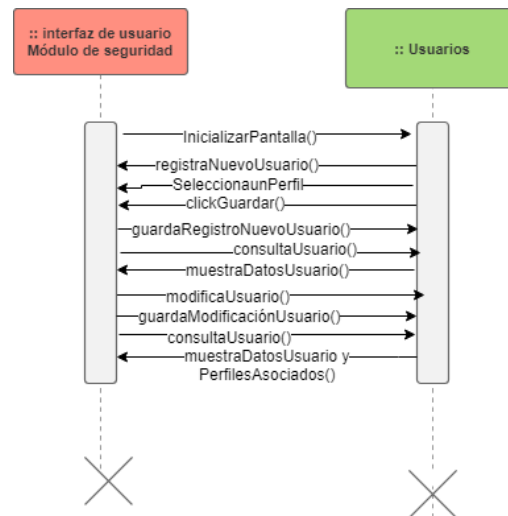 :: interfaz de usuario
Módulo de seguridad
:: Usuarios
InicializarPantalla()
registraNuevoUsuario()
SeleccionaunPerfil
clickGuardar()
guardaRegistroNuevoUsuario()
consultaUsuario()
muestraDatosUsuario()
modificaUsuario()
guardaModificaciónUsuario()
consultaUsuario()
muestraDatosUsuario y
PerfilesAsociados()